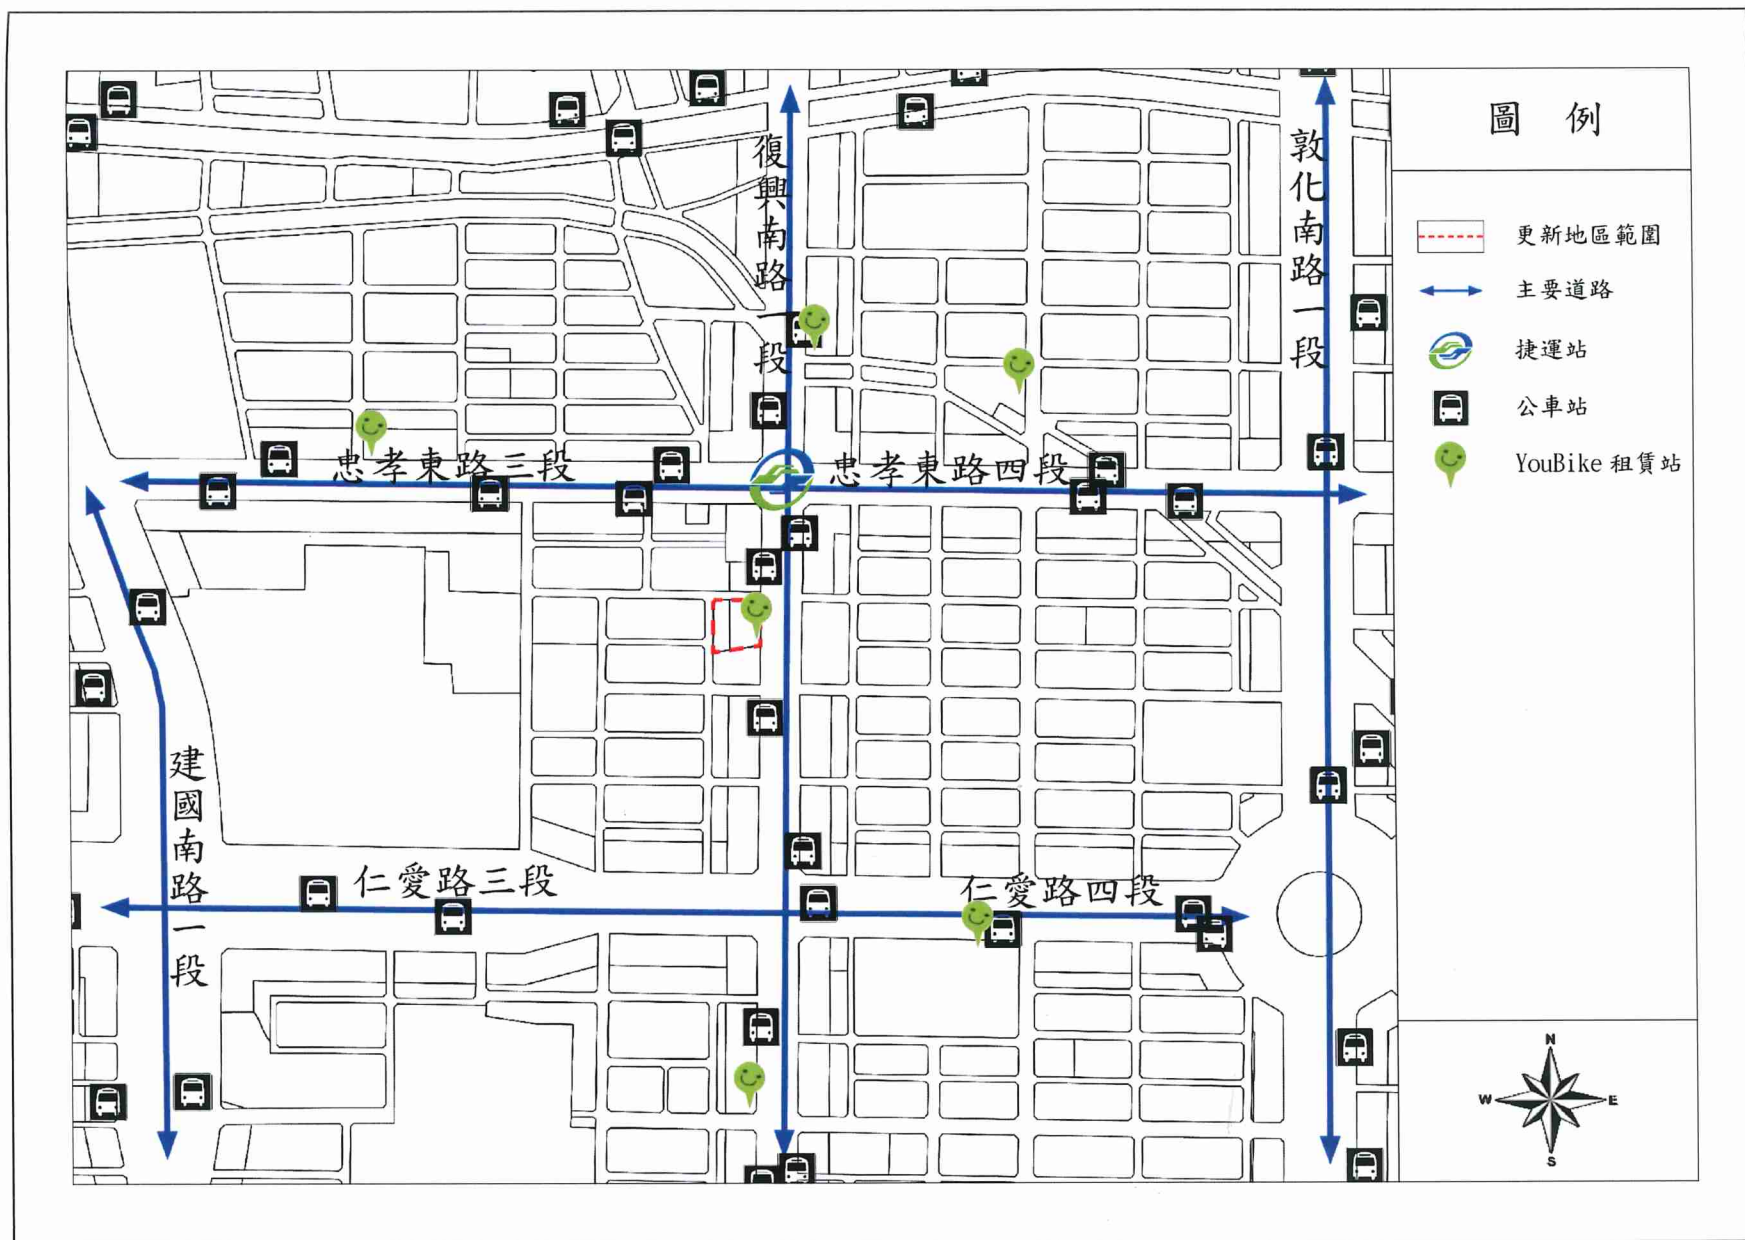 圖 例
更新地區範圍
主要道路
捷運站
公車站
YouBike 租賃站
復興南路一段
敦化南路一段
忠孝東路三段
忠孝東路四段
建國南路一段
仁愛路三段
仁愛路四段
N
W
E
S